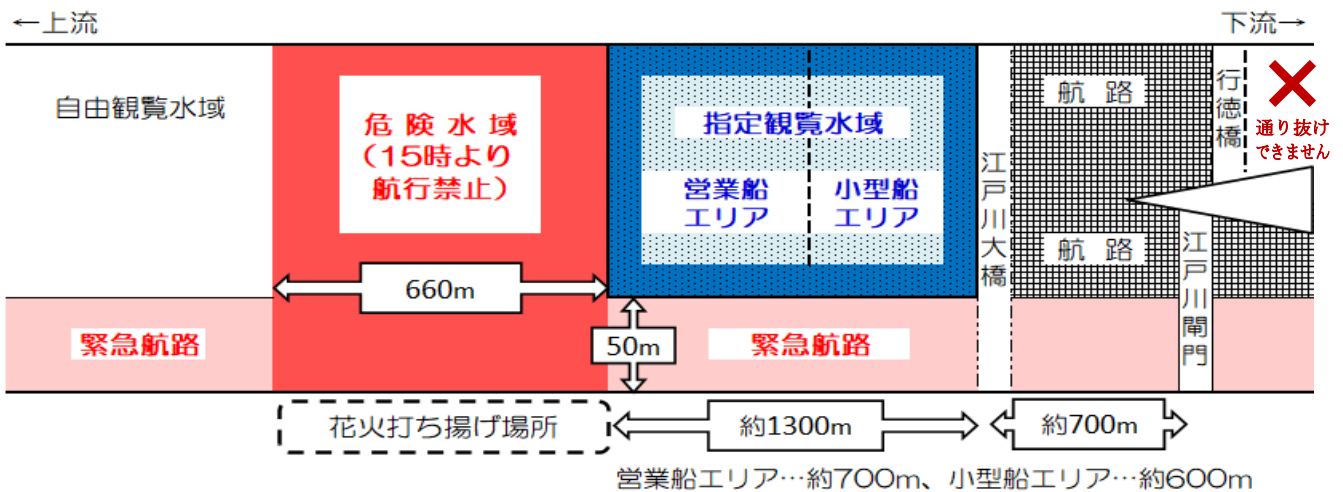 ←上流
下流→
自由観覧水域
危険水域
(15時より
航行禁止)
指定観覧水域
営業船
エリア
小型船
エリア
江戸川大橋
航路
航路
行徳橋
通り抜け
できません
江戸川閘門
660m
50m
緊急航路
緊急航路
花火打ち揚げ場所
約1300m
約700m
営業船エリア…約700m、小型船エリア…約600m